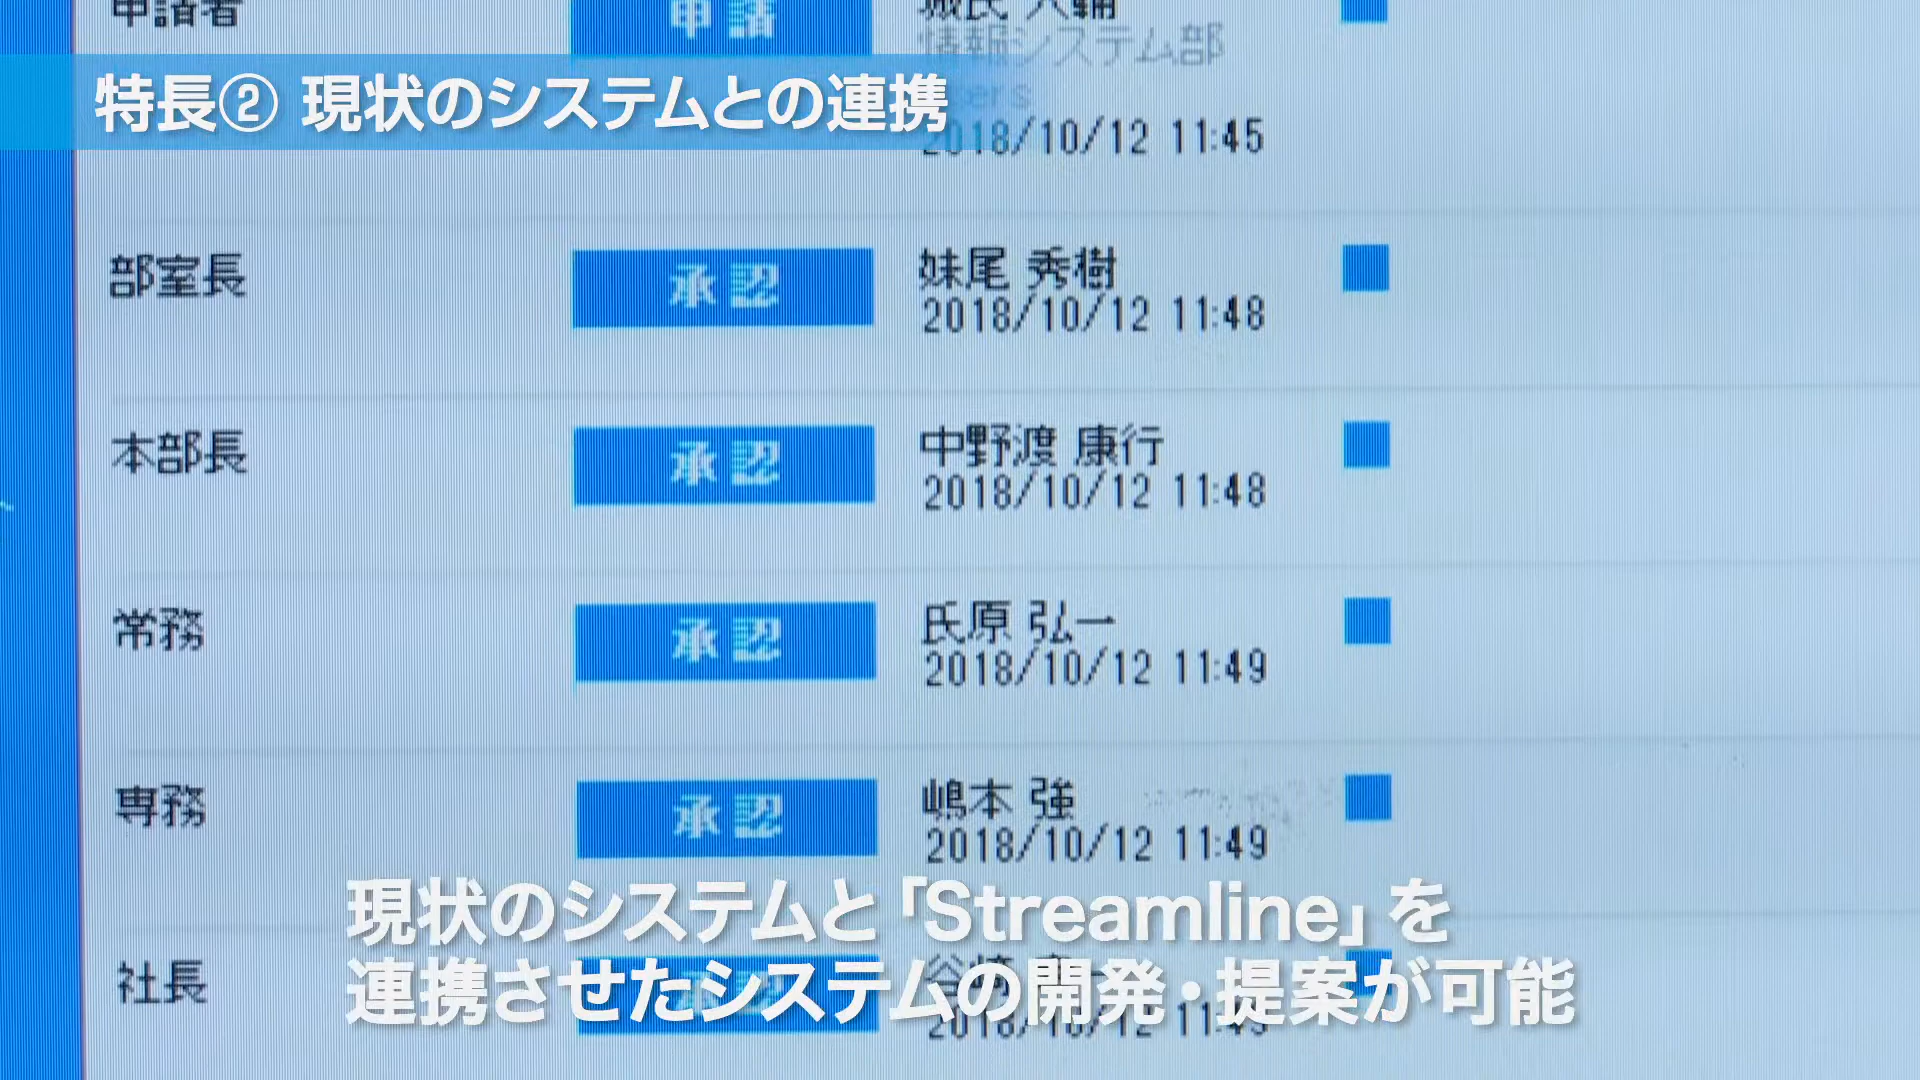 申請者
申請
情報システム部
特長② 現状のシステムとの連携
2018/10/12 11:45
部室長
承認
妹尾 秀樹
2018/10/12 11:48
本部長
承認
中野渡 康行
2018/10/12 11:48
常務
承認
氏原 弘一
2018/10/12 11:49
専務
承認
嶋本 強
2018/10/12 11:49
現状のシステムと「Streamline」を
社長
連携させたシステムの開発・提案が可能